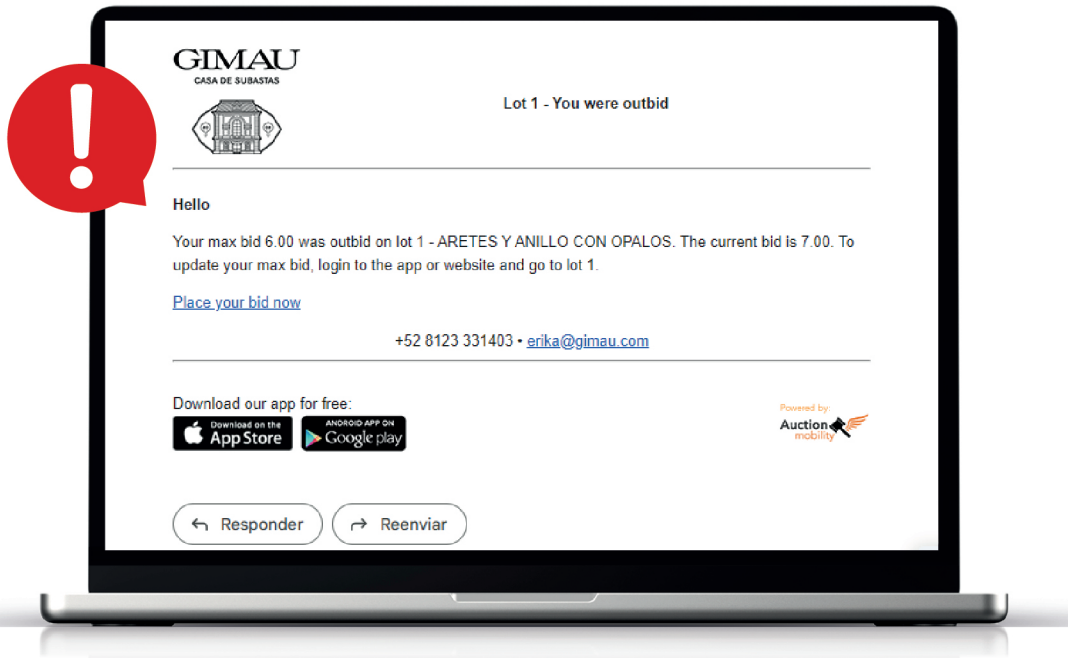 GIMAU
CASA DE SUBASTAS
Lot 1 - You were outbid
Hello
Your max bid 6.00 was outbid on lot 1 - ARETES Y ANILLO CON OPALOS. The current bid is 7.00. To
update your max bid, login to the app or website and go to lot 1.
Place your bid now
+52 8123 331403 • erika@gimau.com
Download our app for free:
Download on the
App Store
ANDROID APP ON
Google play
Powered by:
Auction
mobility
Responder
Reenviar